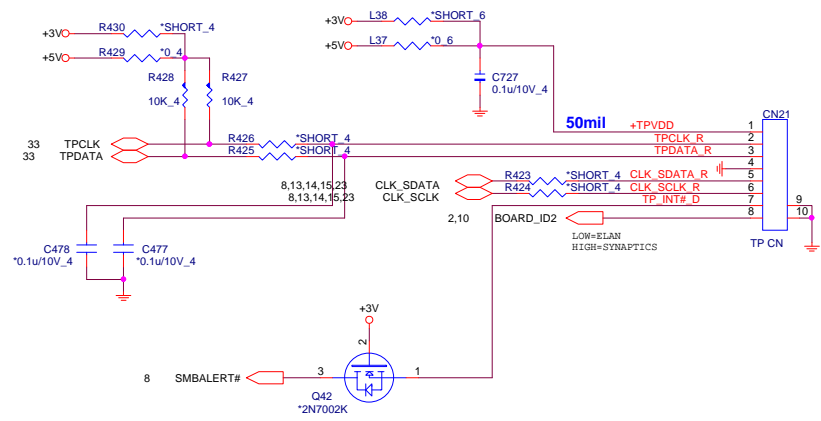 +3V R430 *SHORT_4
+5V R429 *0_4
R428 R427
10K_4 10K_4
L38 *SHORT_6
+3V
L37 *0_6
+5V
C727
0.1u/10V_4
CN21
50mil +TPVDD 1
33 TPCLK R426 *SHORT_4 TPCLK_R 2
33 TPDATA R425 *SHORT_4 TPDATA_R 3
4
8,13,14,15,23 CLK_SDATA R423 *SHORT_4 CLK_SDATA_R 5
8,13,14,15,23 CLK_SCLK R424 *SHORT_4 CLK_SCLK_R 6
TP_INT#_D 7
2,10 BOARD_ID2 8
9
10
LOW=ELAN
HIGH=SYNAPTICS
TP CN
C478 C477
*0.1u/10V_4 *0.1u/10V_4
+3V
2
8 SMBALERT# 3 1
Q42
*2N7002K